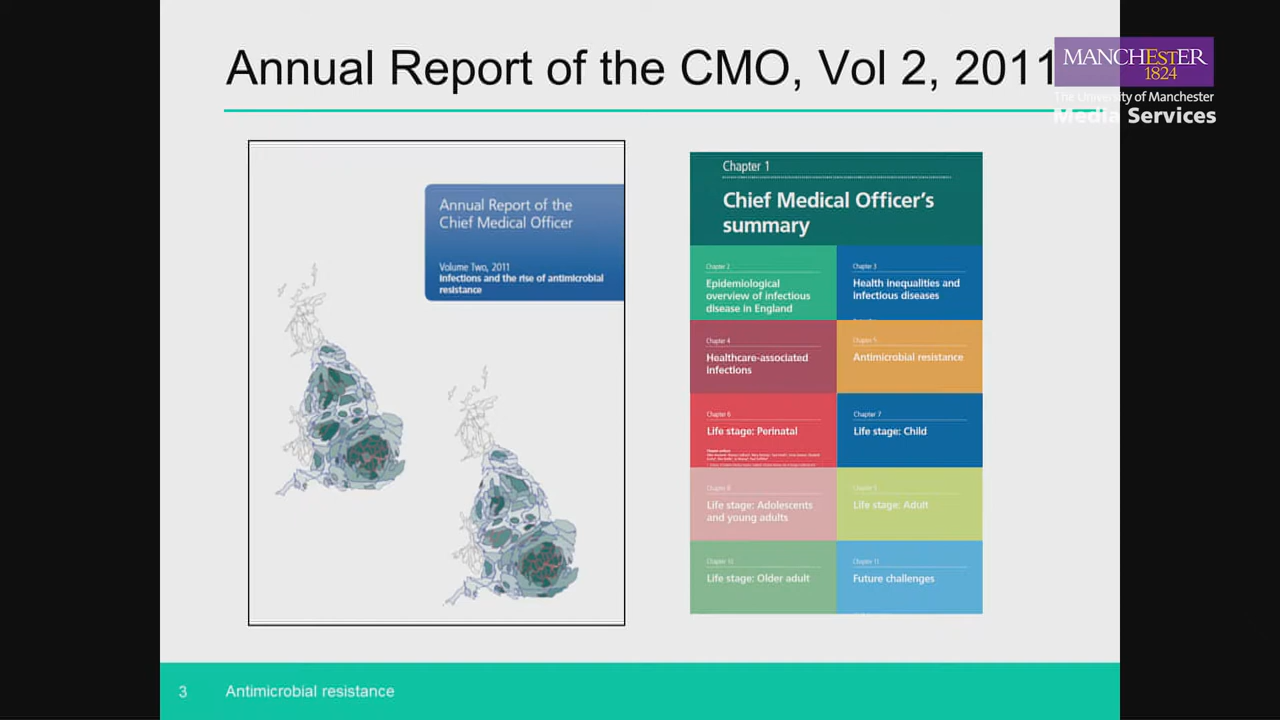 Annual Report of the CMO, Vol 2, 2011
MANCHESTER
1824
The University of Manchester
Media Services
Annual Report of the
Chief Medical Officer
Volume Two, 2011
Infections and the rise of antimicrobial
resistance
Chapter 1
Chief Medical Officer's
summary
Chapter 2
Epidemiological
overview of infectious
disease in England
Chapter 3
Health inequalities and
infectious diseases
Chapter 4
Healthcare-associated
infections
Chapter 5
Antimicrobial resistance
Chapter 6
Life stage: Perinatal
Chapter 7
Life stage: Child
Chapter 8
Life stage: Adolescents
and young adults
Chapter 9
Life stage: Adult
Chapter 10
Life stage: Older adult
Chapter 11
Future challenges
3
Antimicrobial resistance